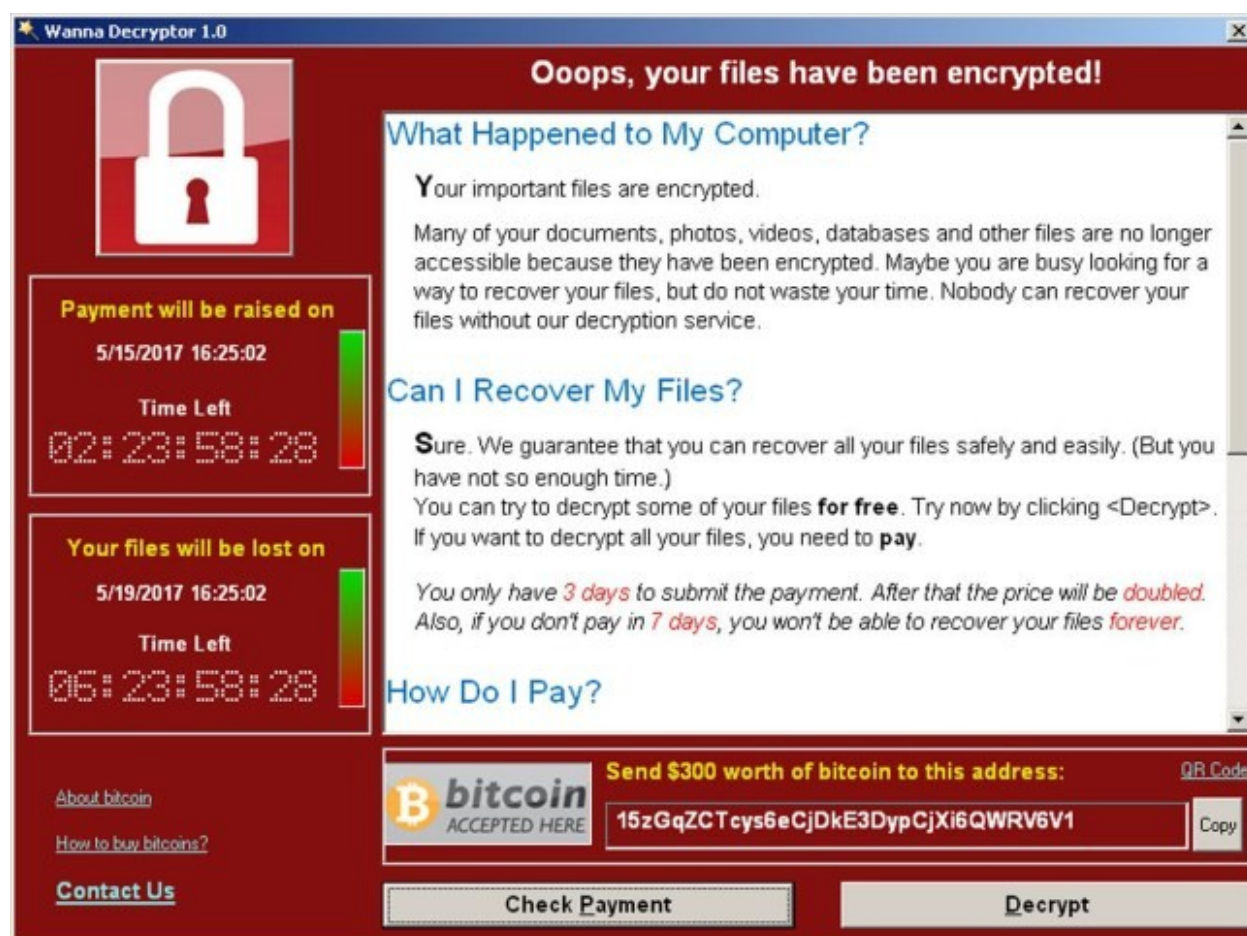 Wanna Decryptor 1.0
Ooops, your files have been encrypted!
Payment will be raised on
5/15/2017 16:25:02
Time Left
02:23:58:28
Your files will be lost on
5/19/2017 16:25:02
Time Left
06:23:58:28
About bitcoin
How to buy bitcoins?
Contact Us
What Happened to My Computer?
Your important files are encrypted.
Many of your documents, photos, videos, databases and other files are no longer
accessible because they have been encrypted. Maybe you are busy looking for a
way to recover your files, but do not waste your time. Nobody can recover your
files without our decryption service.
Can I Recover My Files?
Sure. We guarantee that you can recover all your files safely and easily. (But you
have not so enough time.)
You can try to decrypt some of your files for free. Try now by clicking <Decrypt>.
If you want to decrypt all your files, you need to pay.
You only have 3 days to submit the payment. After that the price will be doubled.
Also, if you don't pay in 7 days, you won't be able to recover your files forever.
How Do I Pay?
bitcoin
ACCEPTED HERE
Send $300 worth of bitcoin to this address:
QR Code
15zGqZCTcys6eCjDkE3DypCjXi6QWRV6V1
Copy
Check Payment
Decrypt